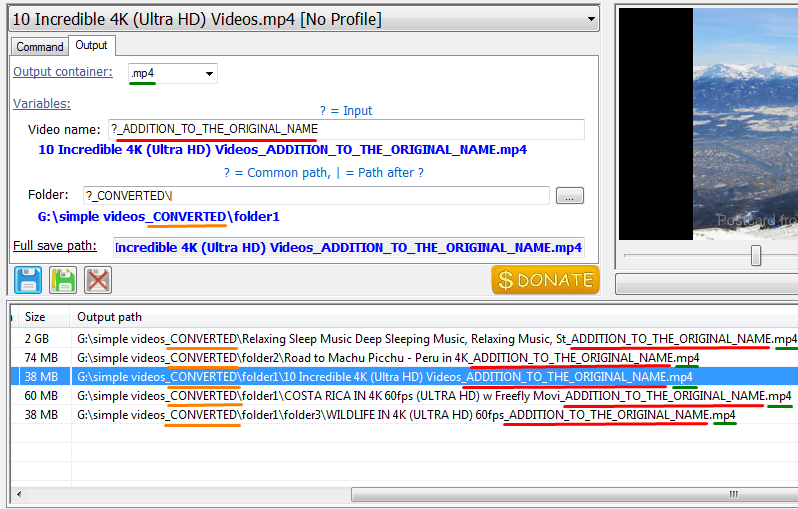 10 Incredible 4K (Ultra HD) Videos.mp4 [No Profile]
Command Output
Output container: .mp4
Variables:
? = Input
Video name: ?_ADDITION_TO_THE_ORIGINAL_NAME
10 Incredible 4K (Ultra HD) Videos_ADDITION_TO_THE_ORIGINAL_NAME.mp4
? = Common path, | = Path after ?
Folder: ?_CONVERTED\| ...
G:\simple videos_CONVERTED\folder1
Full save path: Incredible 4K (Ultra HD) Videos_ADDITION_TO_THE_ORIGINAL_NAME.mp4
$ DONATE
Postcard fro
Size Output path
2 GB G:\simple videos_CONVERTED\Relaxing Sleep Music Deep Sleeping Music, Relaxing Music, St_ADDITION_TO_THE_ORIGINAL_NAME.mp4
74 MB G:\simple videos_CONVERTED\folder2\Road to Machu Picchu - Peru in 4K_ADDITION_TO_THE_ORIGINAL_NAME.mp4
38 MB G:\simple videos_CONVERTED\folder1\10 Incredible 4K (Ultra HD) Videos_ADDITION_TO_THE_ORIGINAL_NAME.mp4
60 MB G:\simple videos_CONVERTED\folder1\COSTA RICA IN 4K 60fps (ULTRA HD) w Freefly Movi_ADDITION_TO_THE_ORIGINAL_NAME.mp4
38 MB G:\simple videos_CONVERTED\folder1\folder3\WILDLIFE IN 4K (ULTRA HD) 60fps_ADDITION_TO_THE_ORIGINAL_NAME.mp4